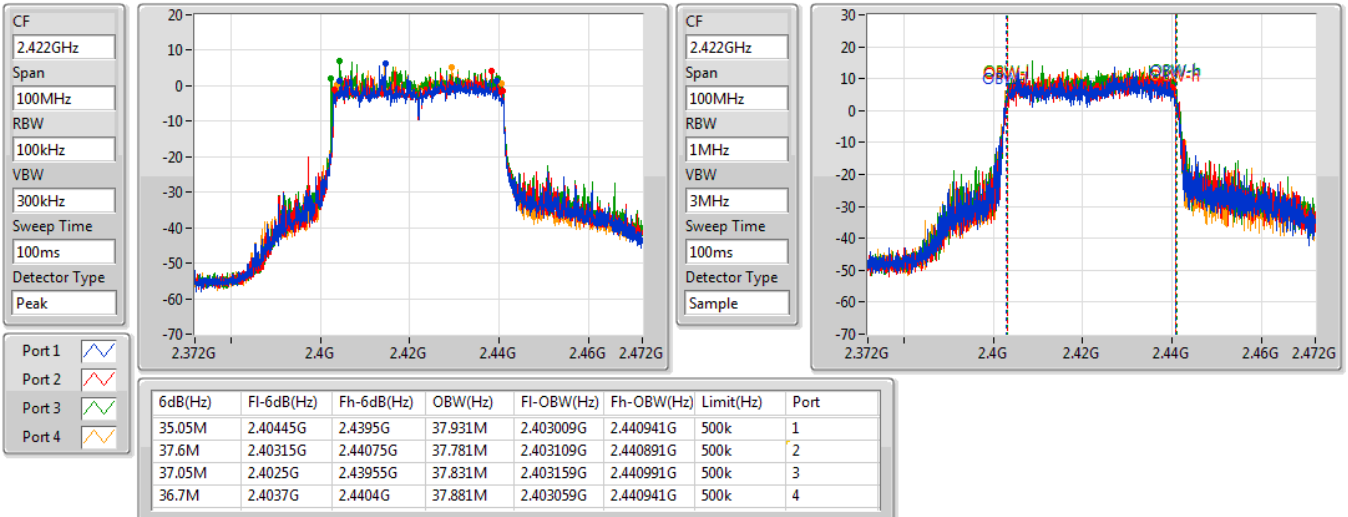 CF
2.422GHz
Span
100MHz
RBW
100kHz
VBW
300kHz
Sweep Time
100ms
Detector Type
Peak
20
10
0
-10
-20
-30
-40
-50
-60
-70
2.372G 2.4G 2.42G 2.44G 2.46G 2.472G
CF
2.422GHz
Span
100MHz
RBW
1MHz
VBW
3MHz
Sweep Time
100ms
Detector Type
Sample
30
20
10
0
-10
-20
-30
-40
-50
-60
-70
OBW-h
2.372G 2.4G 2.42G 2.44G 2.46G 2.472G
Port 1
Port 2
Port 3
Port 4
6dB(Hz) Fl-6dB(Hz) Fh-6dB(Hz) OBW(Hz) Fl-OBW(Hz) Fh-OBW(Hz) Limit(Hz) Port
35.05M 2.40445G 2.4395G 37.931M 2.403009G 2.440941G 500k 1
37.6M 2.40315G 2.44075G 37.781M 2.403109G 2.440891G 500k 2
37.05M 2.4025G 2.43955G 37.831M 2.403159G 2.440991G 500k 3
36.7M 2.4037G 2.4404G 37.881M 2.403059G 2.440941G 500k 4